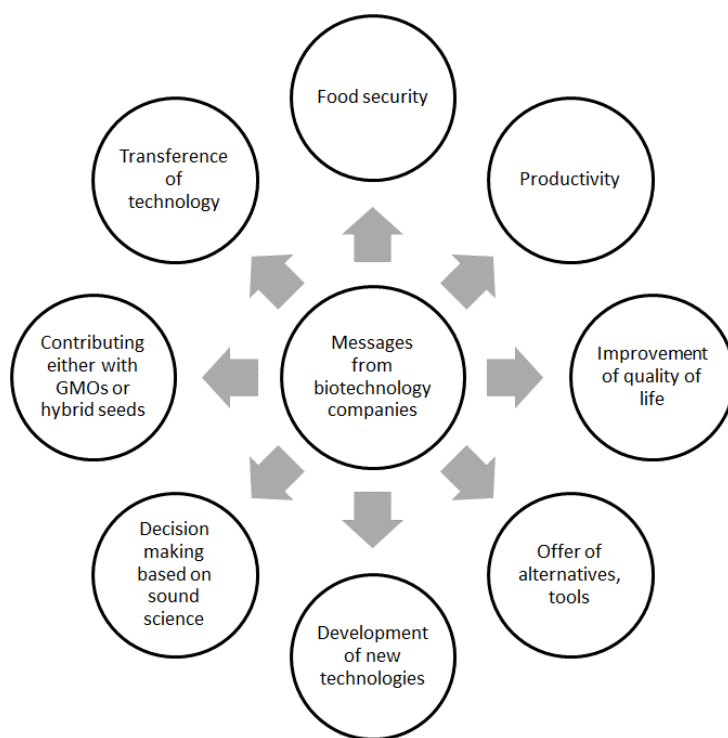 Food security
Productivity
Improvement
of quality of
life
Offer of
alternatives,
tools
Development
of new
technologies
Decision
making
based on
sound
science
Contributing
either with
GMOs or
hybrid seeds
Transference
of
technology
Messages
from
biotechnology
companies